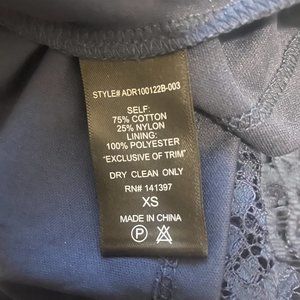 STYLE# ADR100122B-003
SELF:
75% COTTON
25% NYLON
LINING:
100% POLYESTER
"EXCLUSIVE OF TRIM"
DRY CLEAN ONLY
RN# 141397
XS
MADE IN CHINA
P